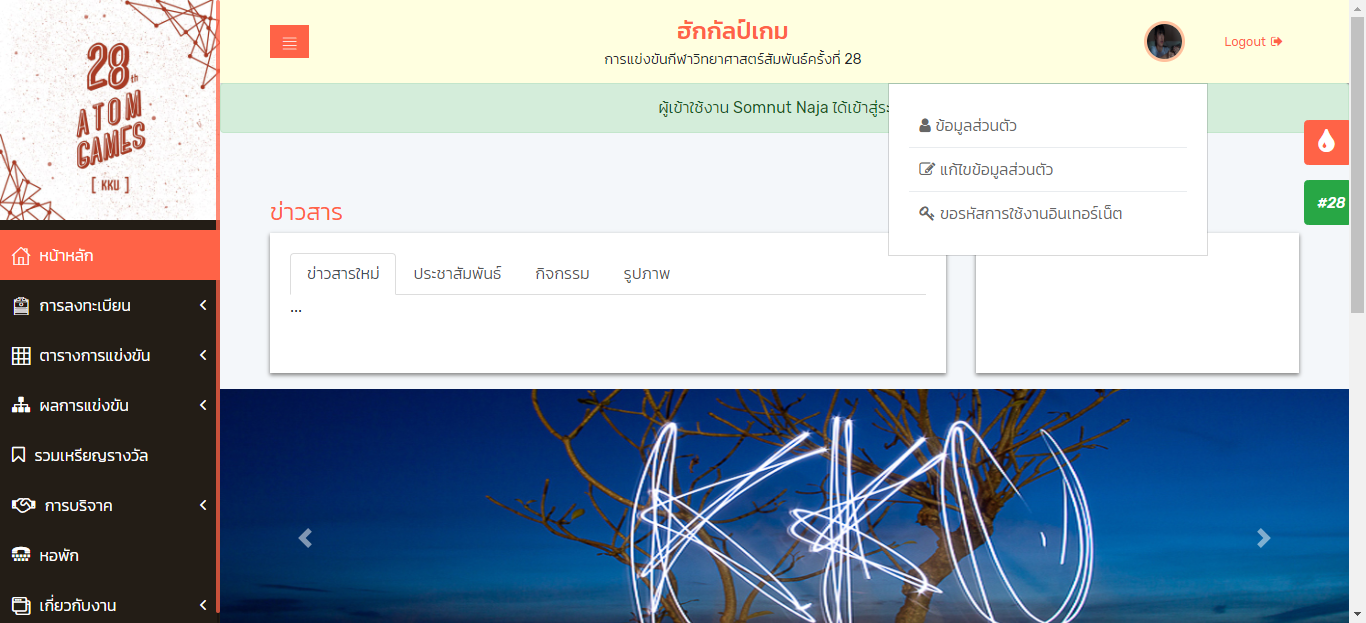 28th
ATOM
GAMES
[ KKU ]
หน้าหลัก
การลงทะเบียน
ตารางการแข่งขัน
ผลการแข่งขัน
รวมเหรียญรางวัล
การบริจาค
หอพัก
เกี่ยวกับงาน
ฮักกัลป์เกม
การแข่งขันกีฬาวิทยาศาสตร์สัมพันธ์ครั้งที่ 28
Logout
ผู้เข้าใช้งาน Somnut Naja ได้เข้าสู่ระ
ข้อมูลส่วนตัว
แก้ไขข้อมูลส่วนตัว
ขอรหัสการใช้งานอินเทอร์เน็ต
#28
ข่าวสาร
ข่าวสารใหม่ ประชาสัมพันธ์ กิจกรรม รูปภาพ
...
KKU